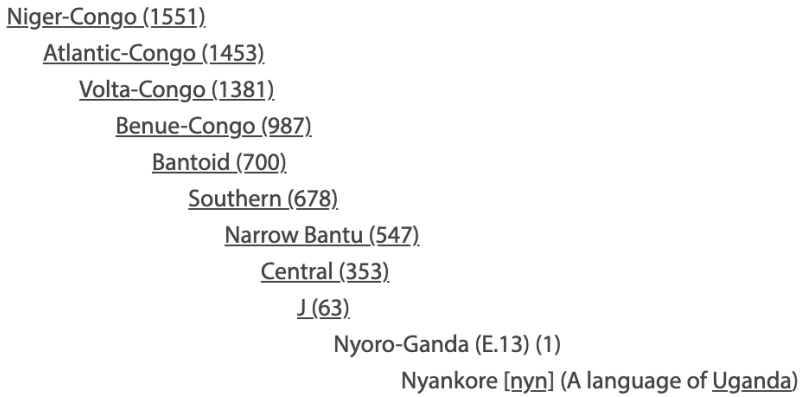 Niger-Congo (1551)
Atlantic-Congo (1453)
Volta-Congo (1381)
Benue-Congo (987)
Bantoid (700)
Southern (678)
Narrow Bantu (547)
Central (353)
J (63)
Nyoro-Ganda (E.13) (1)
Nyankore [nyn] (A language of Uganda)